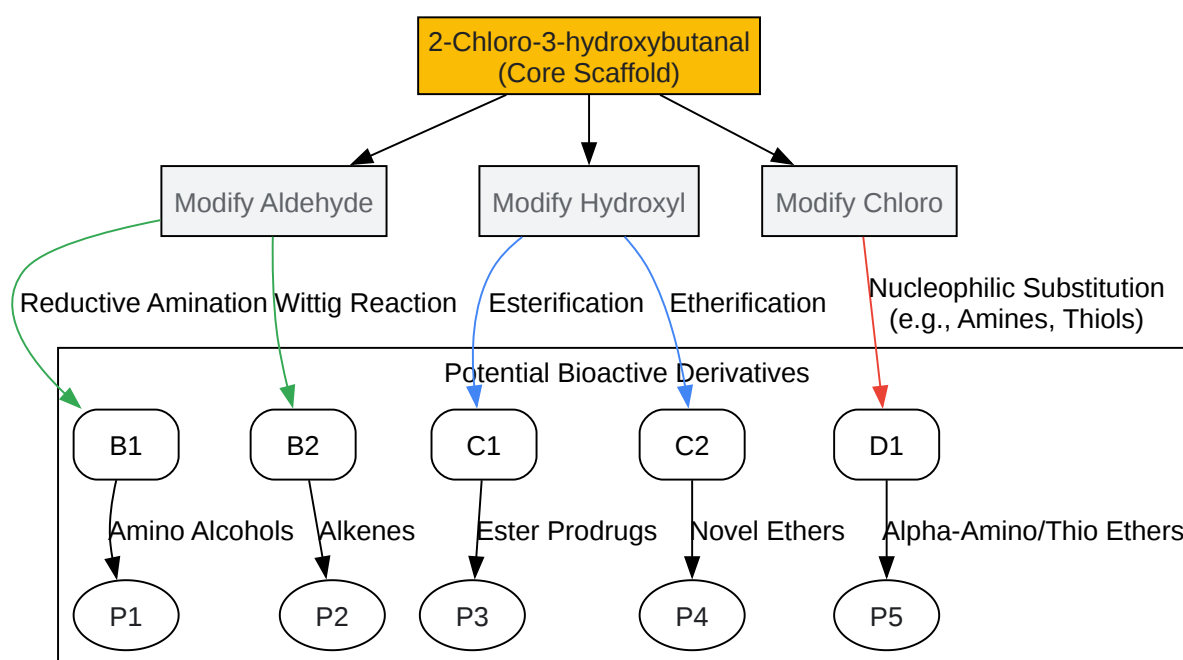 2-Chloro-3-hydroxybutanal
(Core Scaffold)
Modify Aldehyde
Modify Hydroxyl
Modify Chloro
Reductive Amination
Wittig Reaction
Esterification
Etherification
Nucleophilic Substitution
(e.g., Amines, Thiols)
Potential Bioactive Derivatives
B1
B2
C1
C2
D1
Amino Alcohols
Alkenes
Ester Prodrugs
Novel Ethers
Alpha-Amino/Thio Ethers
P1
P2
P3
P4
P5